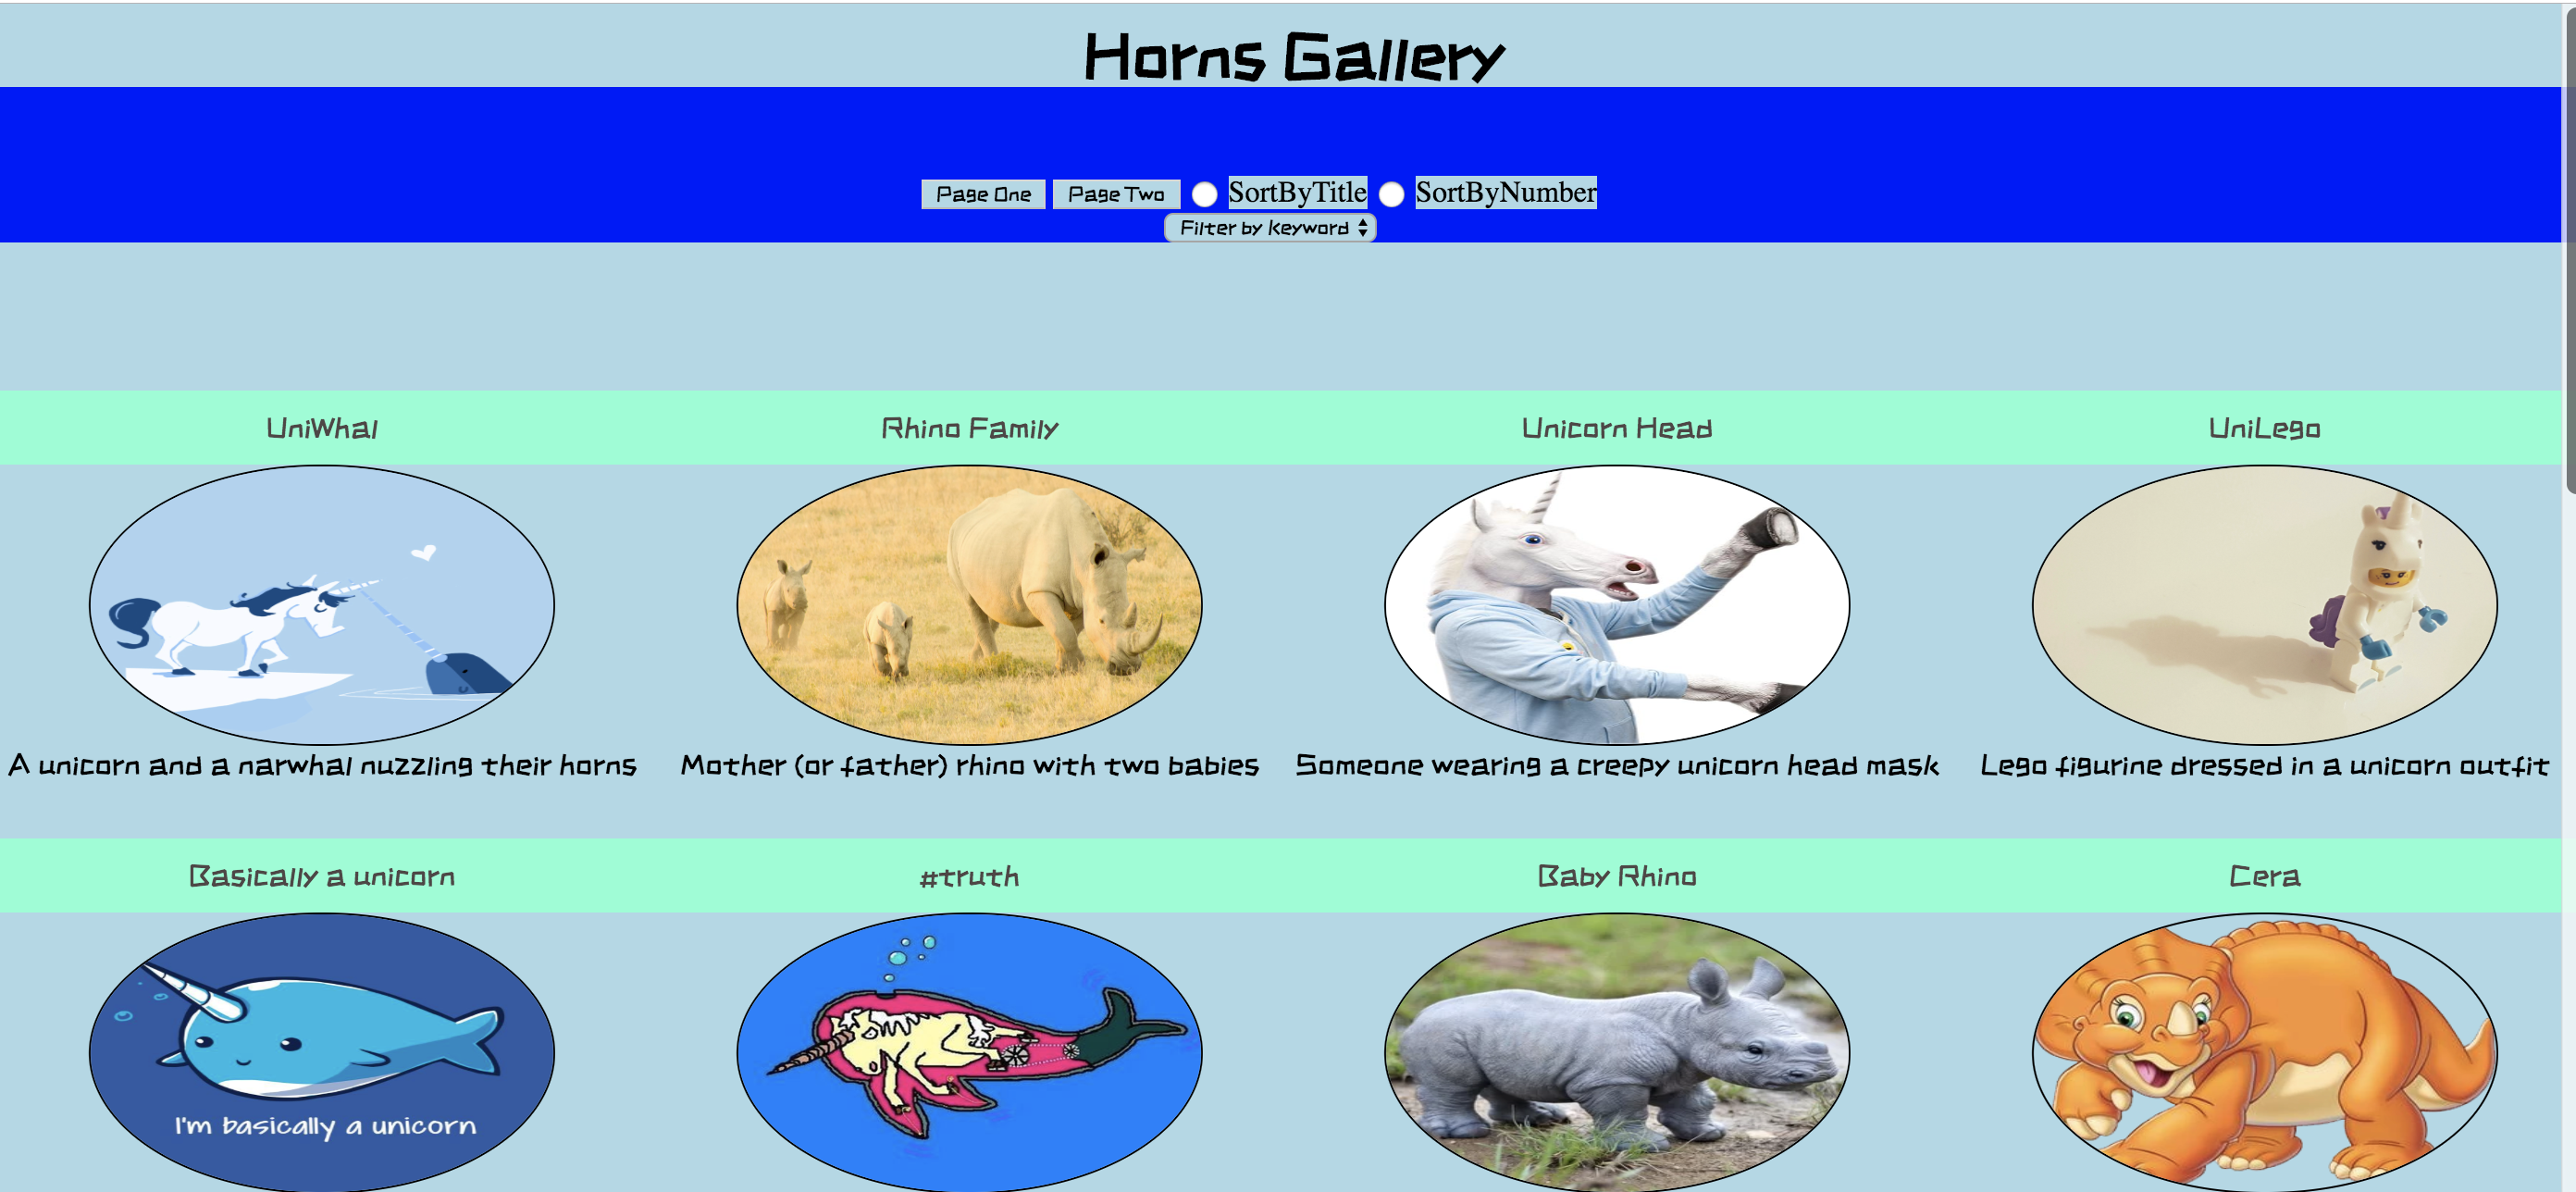 Horns Gallery
Page One Page Two SortByTitle SortByNumber
Filter by keyword
UniWhal Rhino Family Unicorn Head UniLego
A unicorn and a narwhal nuzzling their horns Mother (or father) rhino with two babies Someone wearing a creepy unicorn head mask Lego figurine dressed in a unicorn outfit
Basically a unicorn #truth Baby Rhino Cera
I'm basically a unicorn